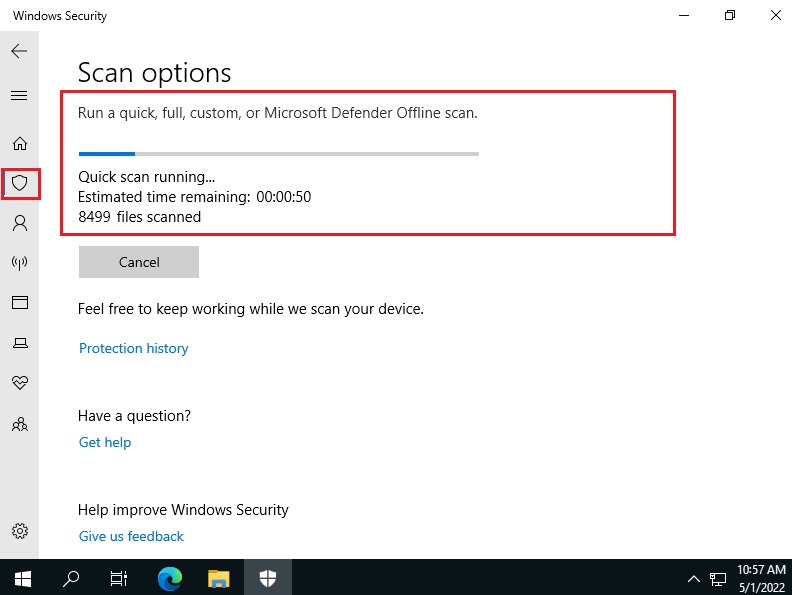 Windows Security
Scan options
Run a quick, full, custom, or Microsoft Defender Offline scan.
Quick scan running...
Estimated time remaining: 00:00:50
8499 files scanned
Cancel
Feel free to keep working while we scan your device.
Protection history
Have a question?
Get help
Help improve Windows Security
Give us feedback
10:57 AM
5/1/2022